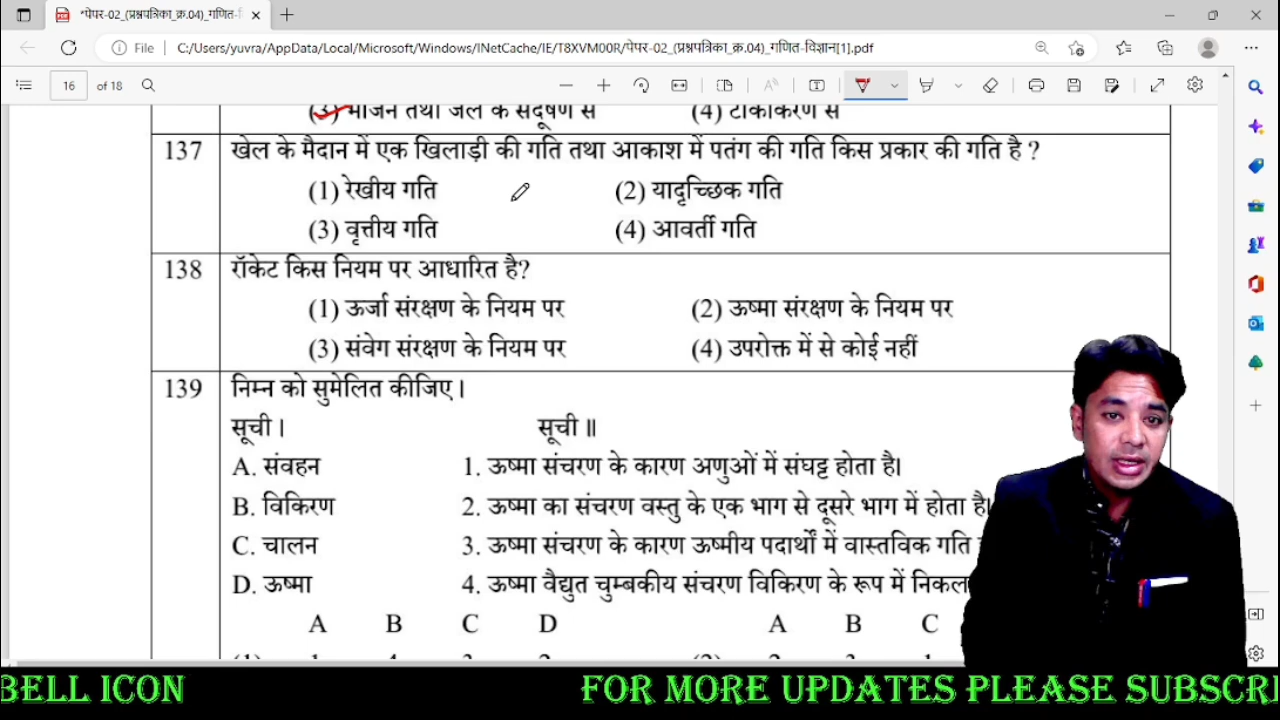 *पेपर-02_(प्रश्नपत्रिका_क्र.04)_गणित-वि
File C:/Users/yuvra/AppData/Local/Microsoft/Windows/INetCache/IE/T8XVM00R/पेपर-02_(प्रश्नपत्रिका_क्र.04)_गणित-विज्ञान[1].pdf
16 of 18
(3) भोजन तथा जल के संदूषण से (4) टीकाकरण से
137 खेल के मैदान में एक खिलाड़ी की गति तथा आकाश में पतंग की गति किस प्रकार की गति है ?
(1) रेखीय गति (2) यादृच्छिक गति
(3) वृत्तीय गति (4) आवर्ती गति
138 रॉकेट किस नियम पर आधारित है?
(1) ऊर्जा संरक्षण के नियम पर (2) ऊष्मा संरक्षण के नियम पर
(3) संवेग संरक्षण के नियम पर (4) उपरोक्त में से कोई नहीं
139 निम्न को सुमेलित कीजिए।
सूची। सूची॥
A. संवहन 1. ऊष्मा संचरण के कारण अणुओं में संघट्ट होता है।
B. विकिरण 2. ऊष्मा का संचरण वस्तु के एक भाग से दूसरे भाग में होता है।
C. चालन 3. ऊष्मा संचरण के कारण ऊष्मीय पदार्थों में वास्तविक गति
D. ऊष्मा 4. ऊष्मा वैद्युत चुम्बकीय संचरण विकिरण के रूप में निकल
A B C D A B C
BELL ICON FOR MORE UPDATES PLEASE SUBSCRI